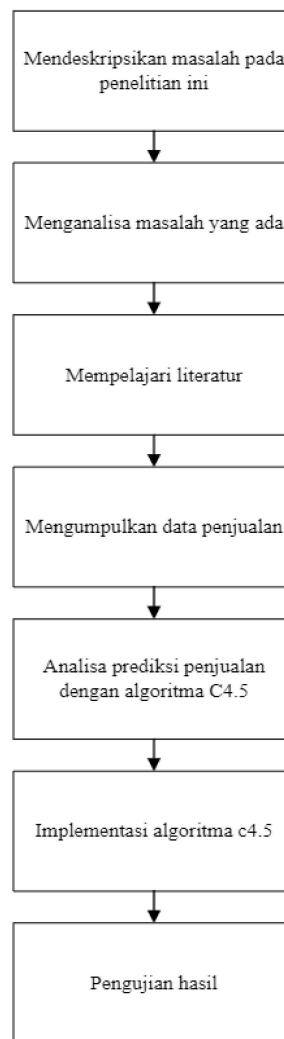 Mendeskripsikan masalah pada
penelitian ini
Menganalisa masalah yang ada
Mempelajari literatur
Mengumpulkan data penjualan
Analisa prediksi penjualan
dengan algoritma C4.5
Implementasi algoritma c4.5
Pengujian hasil